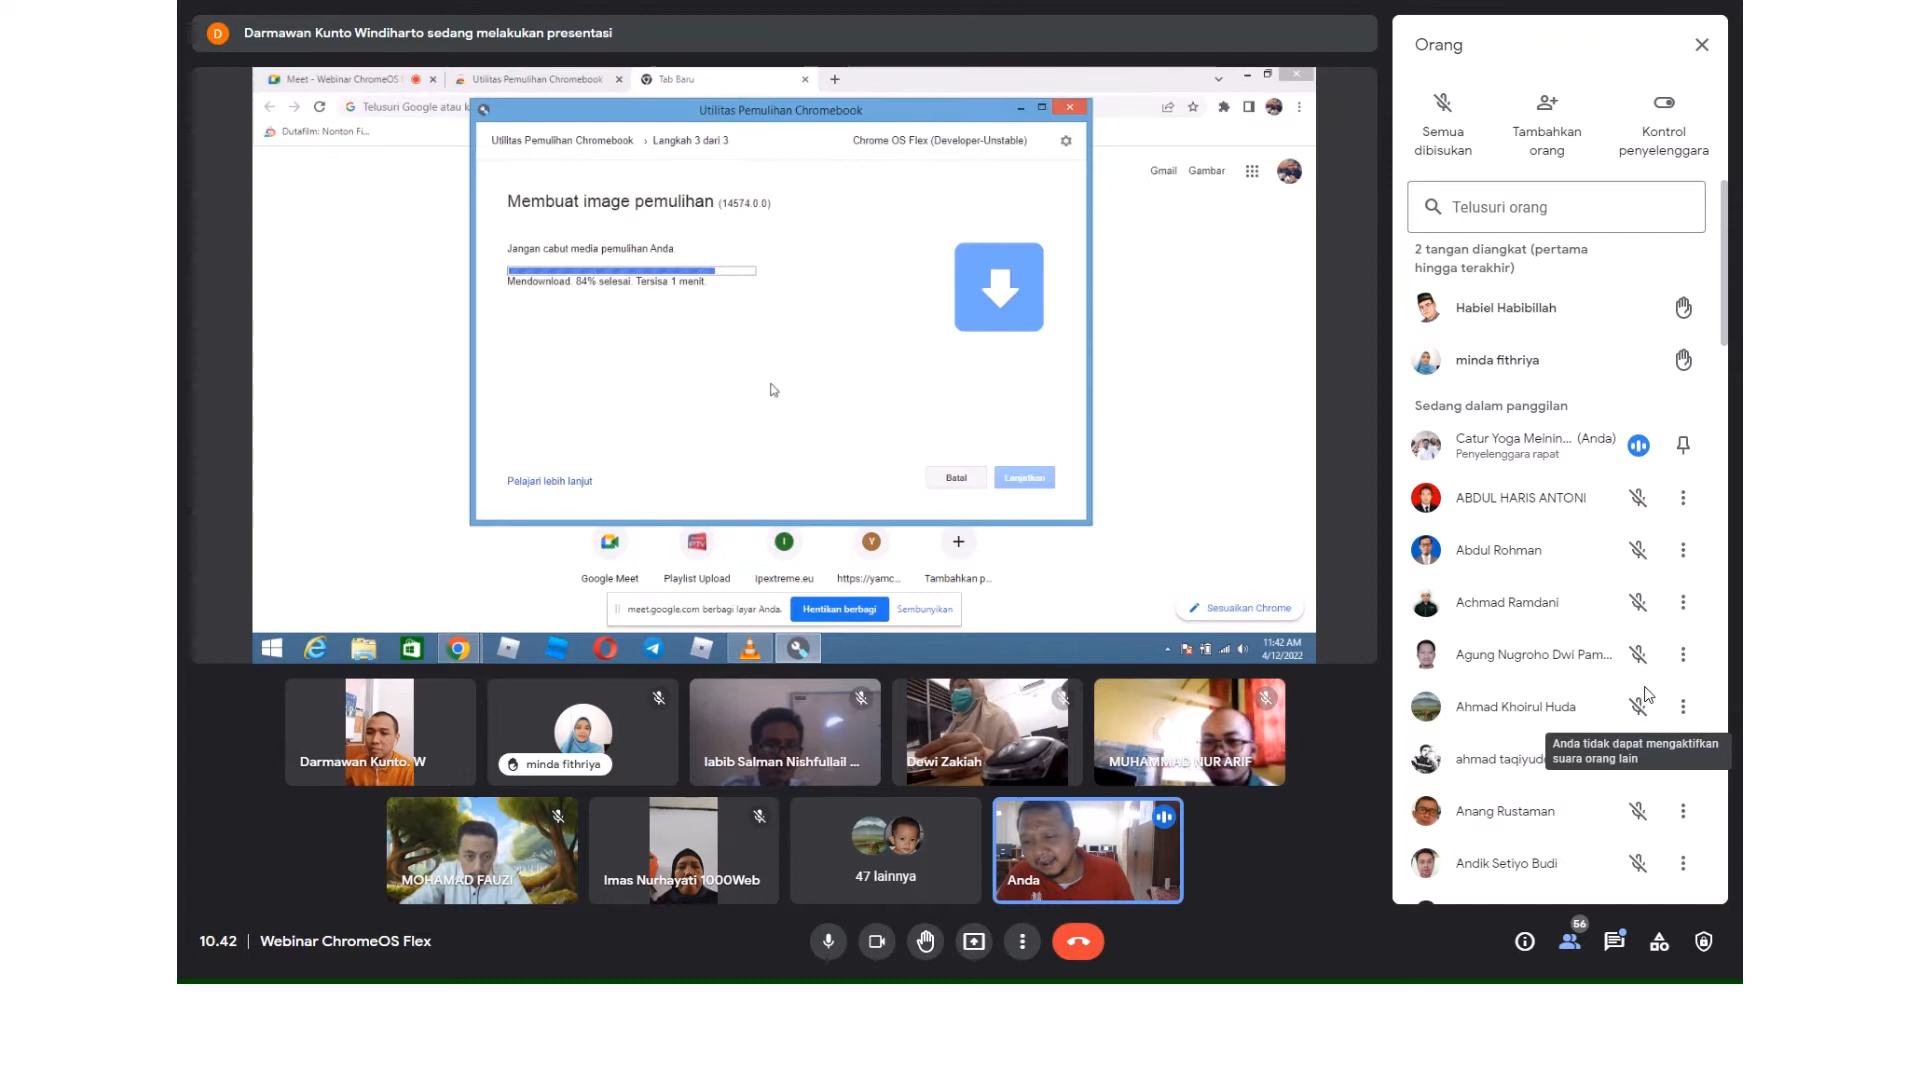 D Darmawan Kunto Windiharto sedang melakukan presentasi
Meet - Webinar ChromeOS
Utilitas Pemulihan Chromebook
Tab Baru
Telusuri Google atau k
Dutafilm: Nonton Fi...
Utilitas Pemulihan Chromebook
Utilitas Pemulihan Chromebook › Langkah 3 dari 3
Chrome OS Flex (Developer-Unstable)
Membuat image pemulihan (14574.0.0)
Jangan cabut media pemulihan Anda.
Mendownload. 84% selesai. Tersisa 1 menit.
Pelajari lebih lanjut
Batal
Lanjutkan
Gmail Gambar
Google Meet
Playlist Upload
I
Ipextreme.eu
Y
https://yamc...
Tambahkan p...
meet.google.com berbagi layar Anda.
Hentikan berbagi
Sembunyikan
Sesuaikan Chrome
11:42 AM
4/12/2022
Darmawan Kunto. W
minda fithriya
labib Salman Nishfullail ...
Dewi Zakiah
MUHAMMAD NUR ARIF
MOHAMAD FAUZI
Imas Nurhayati 1000Web
47 lainnya
Anda
10.42 | Webinar ChromeOS Flex
56
Orang
Semua dibisukan
Tambahkan orang
Kontrol penyelenggara
Telusuri orang
2 tangan diangkat (pertama
hingga terakhir)
Habiel Habibillah
minda fithriya
Sedang dalam panggilan
Catur Yoga Meinin... (Anda)
Penyelenggara rapat
ABDUL HARIS ANTONI
Abdul Rohman
Achmad Ramdani
Agung Nugroho Dwi Pam...
Ahmad Khoirul Huda
Anda tidak dapat mengaktifkan
suara orang lain
ahmad taqiyud
Anang Rustaman
Andik Setiyo Budi